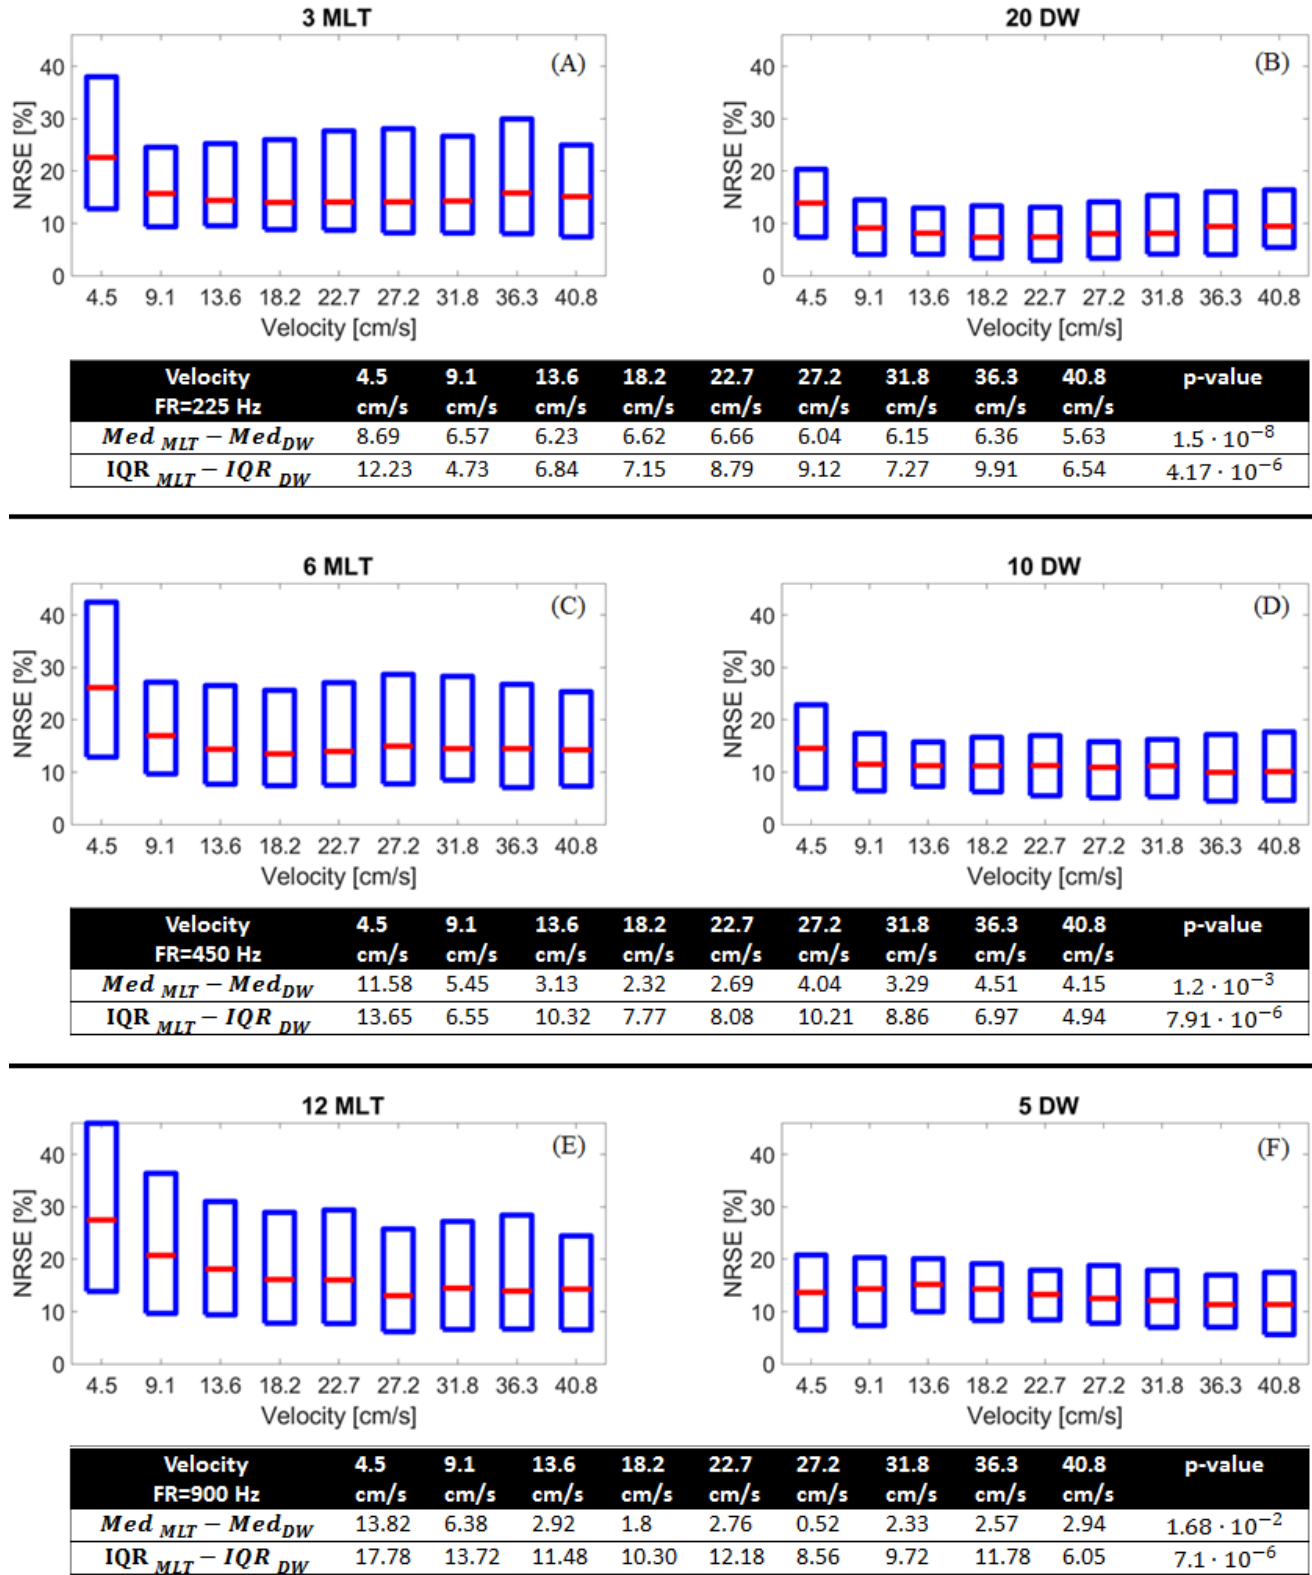 3 MLT
(A)
NRSE [%]
40
30
20
10
0
4.5 9.1 13.6 18.2 22.7 27.2 31.8 36.3 40.8
Velocity [cm/s]
20 DW
(B)
NRSE [%]
40
30
20
10
0
4.5 9.1 13.6 18.2 22.7 27.2 31.8 36.3 40.8
Velocity [cm/s]
Velocity 4.5 9.1 13.6 18.2 22.7 27.2 31.8 36.3 40.8 p-value
FR=225 Hz cm/s cm/s cm/s cm/s cm/s cm/s cm/s cm/s cm/s
Med MLT − Med DW 8.69 6.57 6.23 6.62 6.66 6.04 6.15 6.36 5.63 1.5 · 10⁻⁸
IQR MLT − IQR DW 12.23 4.73 6.84 7.15 8.79 9.12 7.27 9.91 6.54 4.17 · 10⁻⁶
6 MLT
(C)
NRSE [%]
40
30
20
10
0
4.5 9.1 13.6 18.2 22.7 27.2 31.8 36.3 40.8
Velocity [cm/s]
10 DW
(D)
NRSE [%]
40
30
20
10
0
4.5 9.1 13.6 18.2 22.7 27.2 31.8 36.3 40.8
Velocity [cm/s]
Velocity 4.5 9.1 13.6 18.2 22.7 27.2 31.8 36.3 40.8 p-value
FR=450 Hz cm/s cm/s cm/s cm/s cm/s cm/s cm/s cm/s cm/s
Med MLT − Med DW 11.58 5.45 3.13 2.32 2.69 4.04 3.29 4.51 4.15 1.2 · 10⁻³
IQR MLT − IQR DW 13.65 6.55 10.32 7.77 8.08 10.21 8.86 6.97 4.94 7.91 · 10⁻⁶
12 MLT
(E)
NRSE [%]
40
30
20
10
0
4.5 9.1 13.6 18.2 22.7 27.2 31.8 36.3 40.8
Velocity [cm/s]
5 DW
(F)
NRSE [%]
40
30
20
10
0
4.5 9.1 13.6 18.2 22.7 27.2 31.8 36.3 40.8
Velocity [cm/s]
Velocity 4.5 9.1 13.6 18.2 22.7 27.2 31.8 36.3 40.8 p-value
FR=900 Hz cm/s cm/s cm/s cm/s cm/s cm/s cm/s cm/s cm/s
Med MLT − Med DW 13.82 6.38 2.92 1.8 2.76 0.52 2.33 2.57 2.94 1.68 · 10⁻²
IQR MLT − IQR DW 17.78 13.72 11.48 10.30 12.18 8.56 9.72 11.78 6.05 7.1 · 10⁻⁶